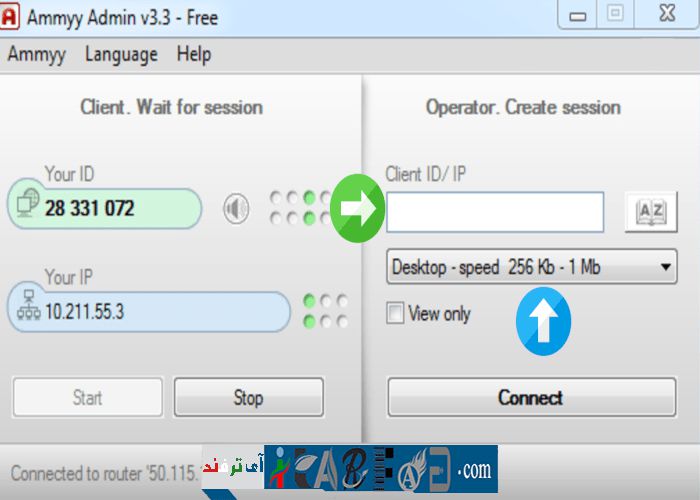 Ammyy Admin v3.3 - Free
Ammyy Language Help
Client. Wait for session
Your ID
28 331 072
Your IP
10.211.55.3
Start Stop
Operator. Create session
Client ID/ IP
AZ
Desktop - speed 256 Kb - 1 Mb
View only
Connect
Connected to router '50.115.
آی ترفند
.com